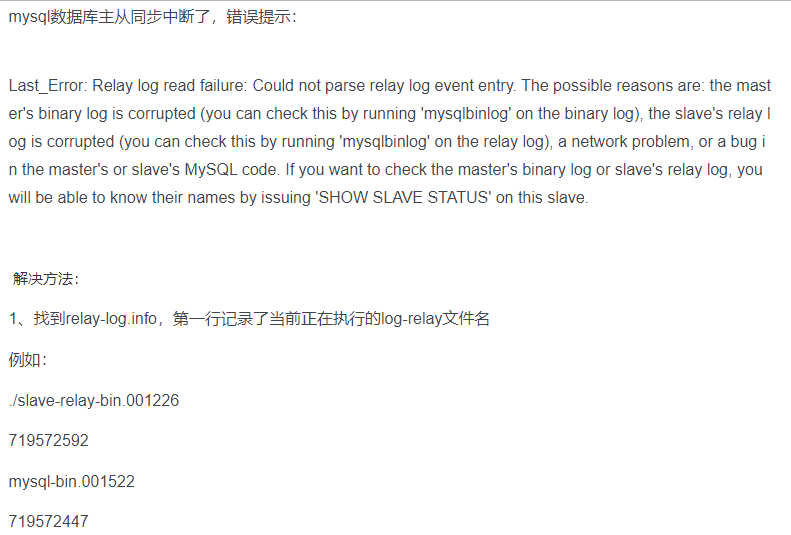 mysql数据库主从同步中断了，错误提示：
Last_Error: Relay log read failure: Could not parse relay log event entry. The possible reasons are: the mast
er's binary log is corrupted (you can check this by running 'mysqlbinlog' on the binary log), the slave's relay l
og is corrupted (you can check this by running 'mysqlbinlog' on the relay log), a network problem, or a bug i
n the master's or slave's MySQL code. If you want to check the master's binary log or slave's relay log, you
will be able to know their names by issuing 'SHOW SLAVE STATUS' on this slave.
解决方法：
1、找到relay-log.info，第一行记录了当前正在执行的log-relay文件名
例如：
./slave-relay-bin.001226
719572592
mysql-bin.001522
719572447